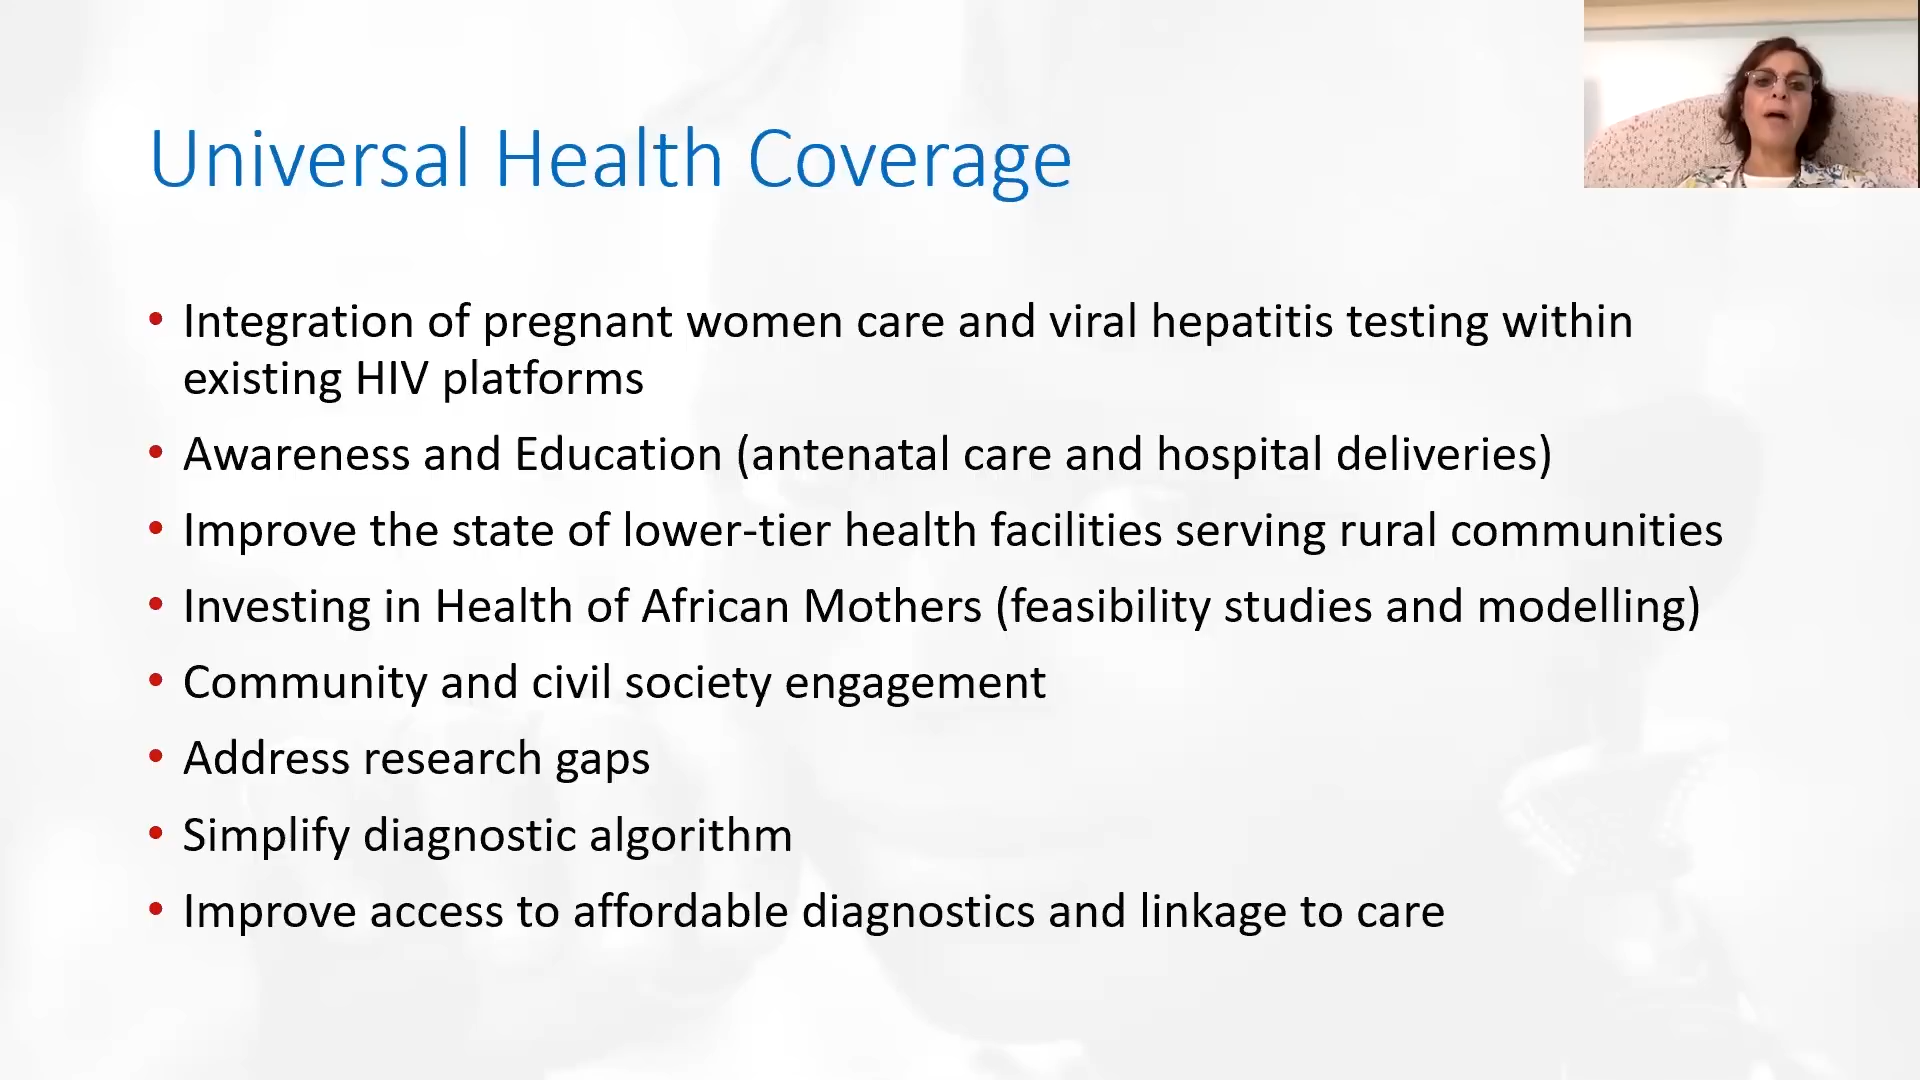 Universal Health Coverage
• Integration of pregnant women care and viral hepatitis testing within
existing HIV platforms
• Awareness and Education (antenatal care and hospital deliveries)
• Improve the state of lower-tier health facilities serving rural communities
• Investing in Health of African Mothers (feasibility studies and modelling)
• Community and civil society engagement
• Address research gaps
• Simplify diagnostic algorithm
• Improve access to affordable diagnostics and linkage to care